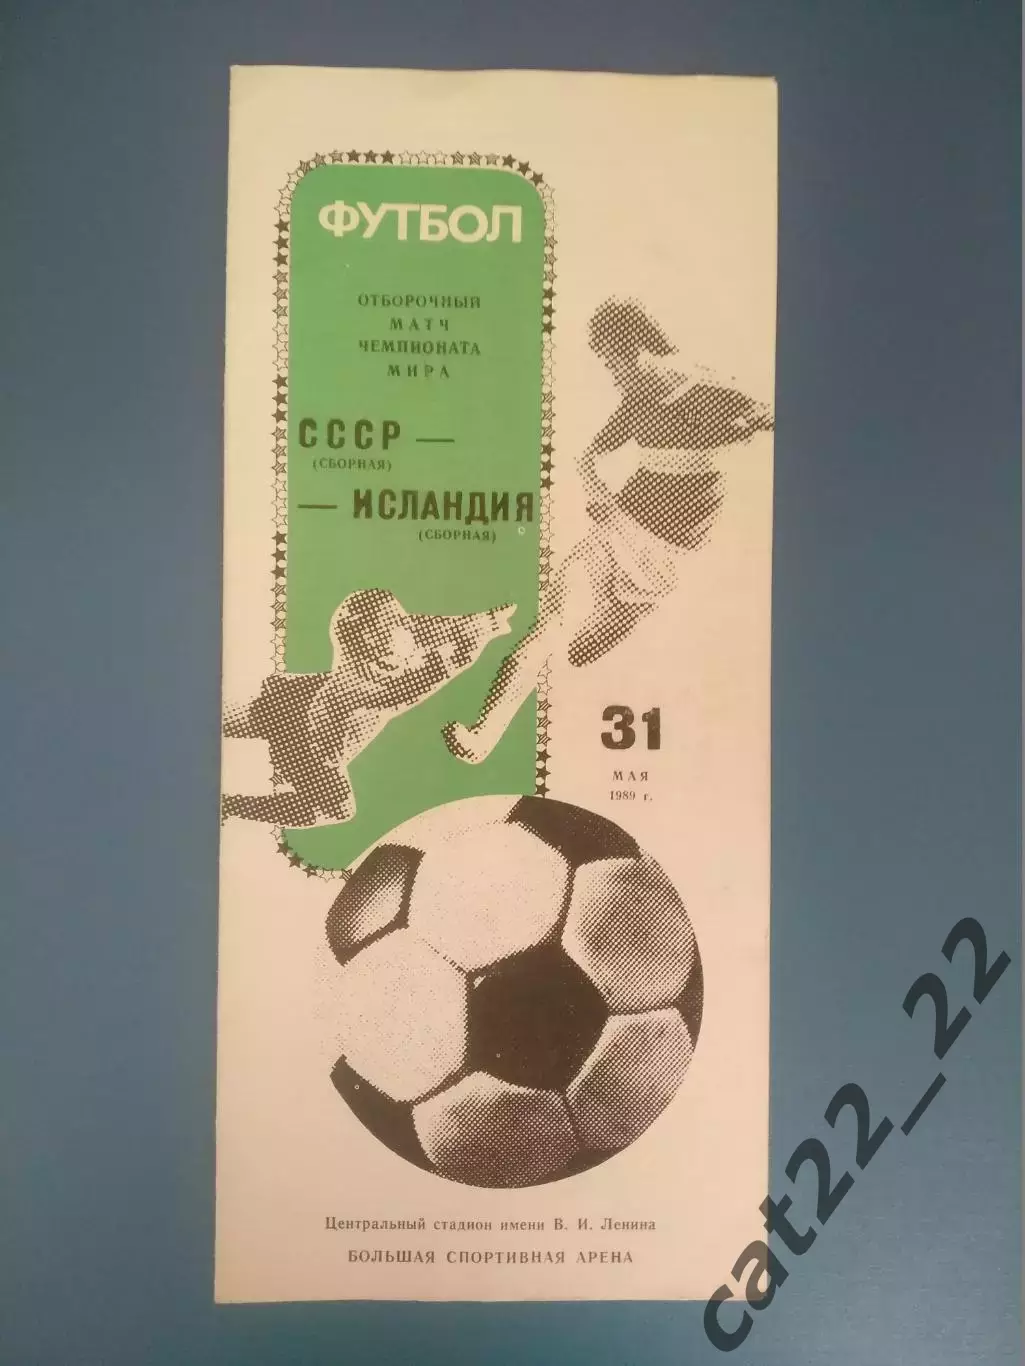 ФУТБОЛ
ОТБОРОЧНЫЙ
МАТЧ
ЧЕМПИОНАТА
МИРА
СССР —
(СБОРНАЯ)
— ИСЛАНДИЯ
(СБОРНАЯ)
31
МАЯ
1989 г.
Центральный стадион имени В. И. Ленина
БОЛЬШАЯ СПОРТИВНАЯ АРЕНА
cat22_22